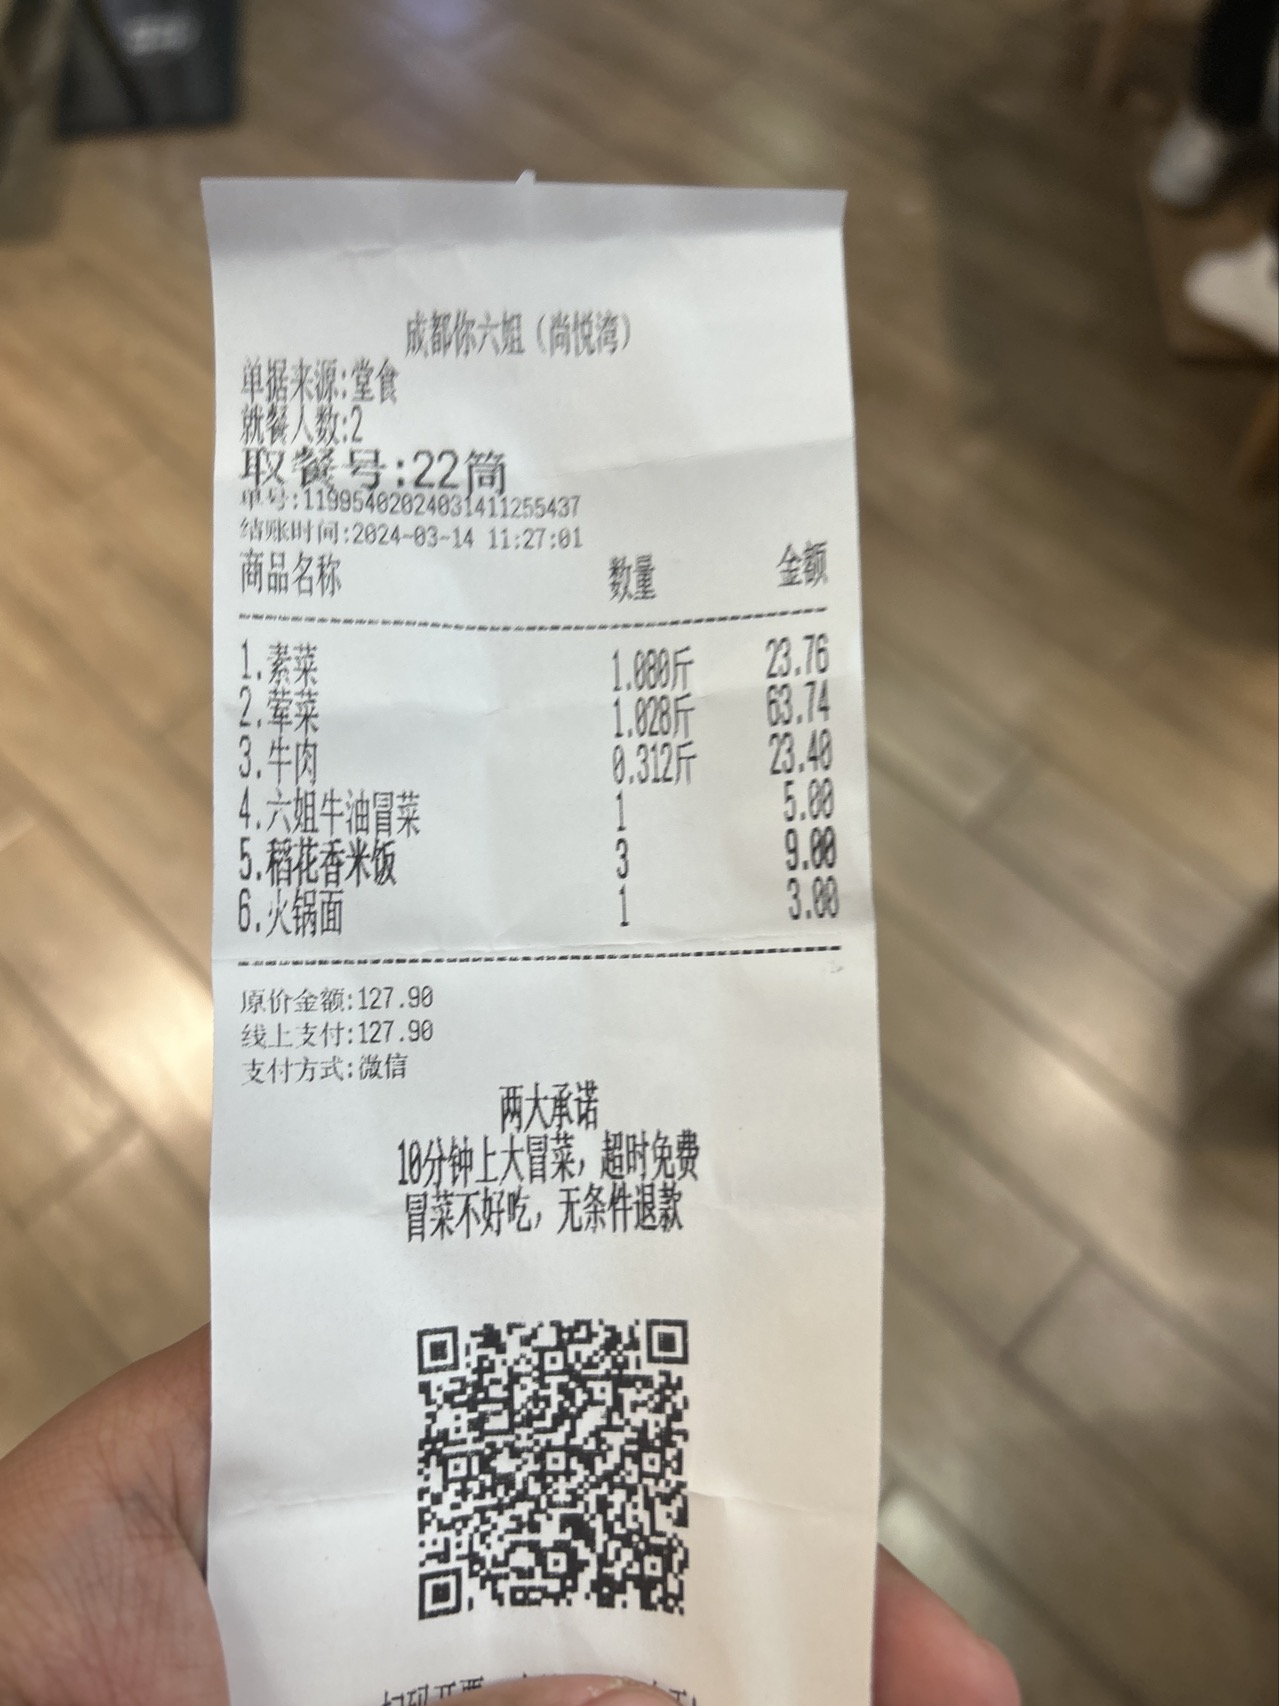 成都你六姐（尚悦湾）
单据来源:堂食
就餐人数:2
取餐号:22筒
单号:11995402024031411255437
结账时间:2024-03-14 11:27:01
商品名称 数量 金额
1.素菜 1.080斤 23.76
2.荤菜 1.028斤 63.74
3.牛肉 0.312斤 23.40
4.六姐牛油冒菜 1 5.00
5.稻花香米饭 3 9.00
6.火锅面 1 3.00
原价金额:127.90
线上支付:127.90
支付方式:微信
两大承诺
10分钟上大冒菜，超时免费
冒菜不好吃，无条件退款
扫码开票